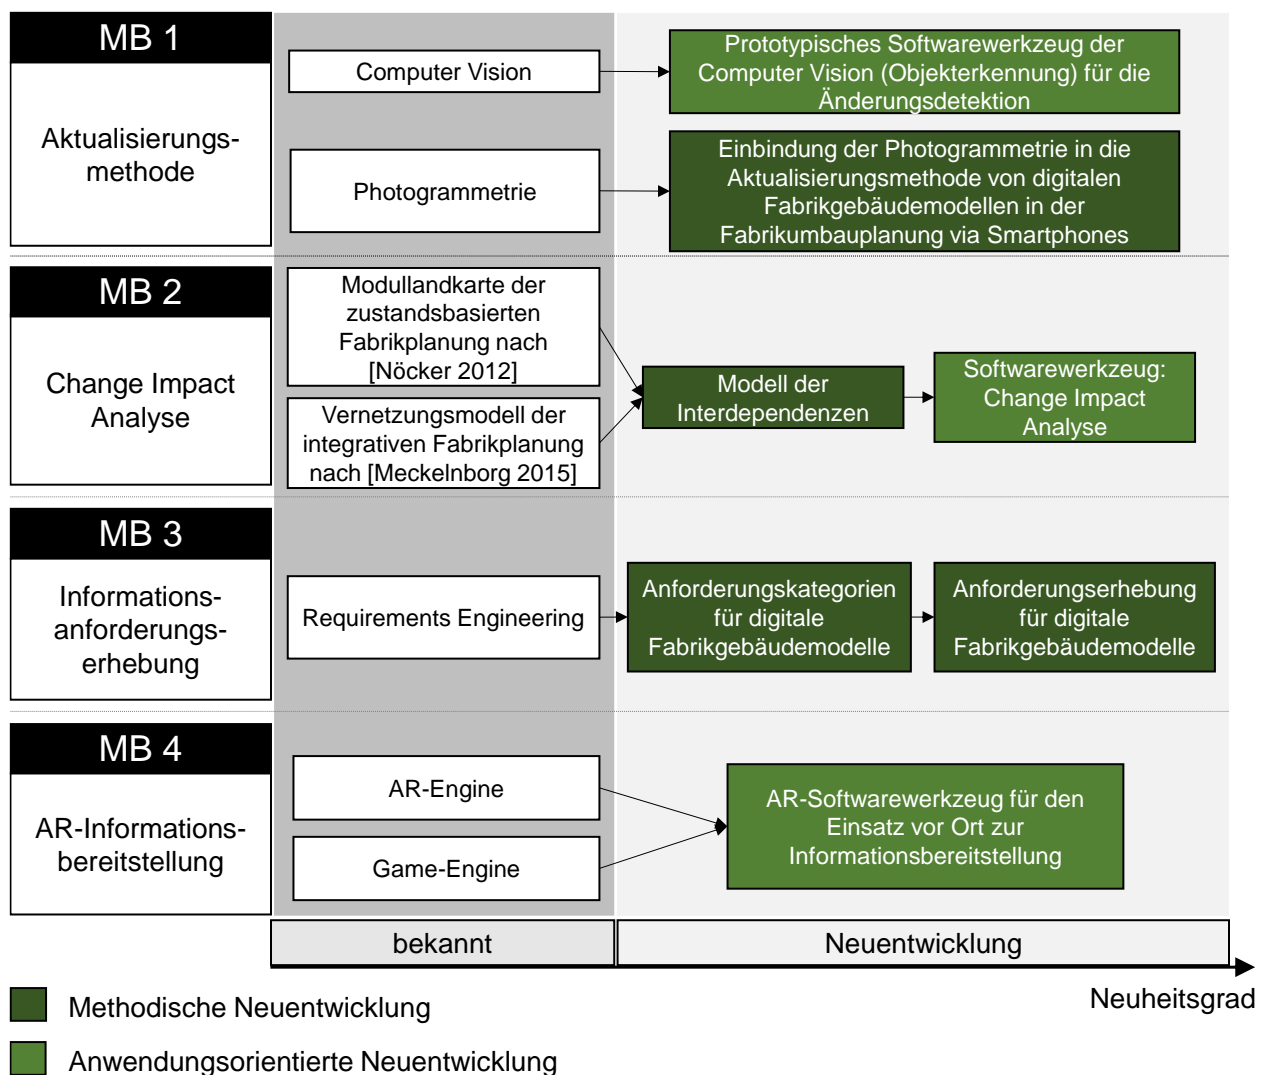 MB 1
Aktualisierungs-
methode
Computer Vision
Prototypisches Softwarewerkzeug der
Computer Vision (Objekterkennung) für die
Änderungsdetektion
Photogrammetrie
Einbindung der Photogrammetrie in die
Aktualisierungsmethode von digitalen
Fabrikgebäudemodellen in der
Fabrikumbauplanung via Smartphones
MB 2
Change Impact
Analyse
Modullandkarte der
zustandsbasierten
Fabrikplanung nach
[Nöcker 2012]
Vernetzungsmodell der
integrativen Fabrikplanung
nach [Meckelnborg 2015]
Modell der
Interdependenzen
Softwarewerkzeug:
Change Impact
Analyse
MB 3
Informations-
anforderungs-
erhebung
Requirements Engineering
Anforderungskategorien
für digitale
Fabrikgebäudemodelle
Anforderungserhebung
für digitale
Fabrikgebäudemodelle
MB 4
AR-Informations-
bereitstellung
AR-Engine
Game-Engine
AR-Softwarewerkzeug für den
Einsatz vor Ort zur
Informationsbereitstellung
bekannt
Neuentwicklung
Neuheitsgrad
Methodische Neuentwicklung
Anwendungsorientierte Neuentwicklung